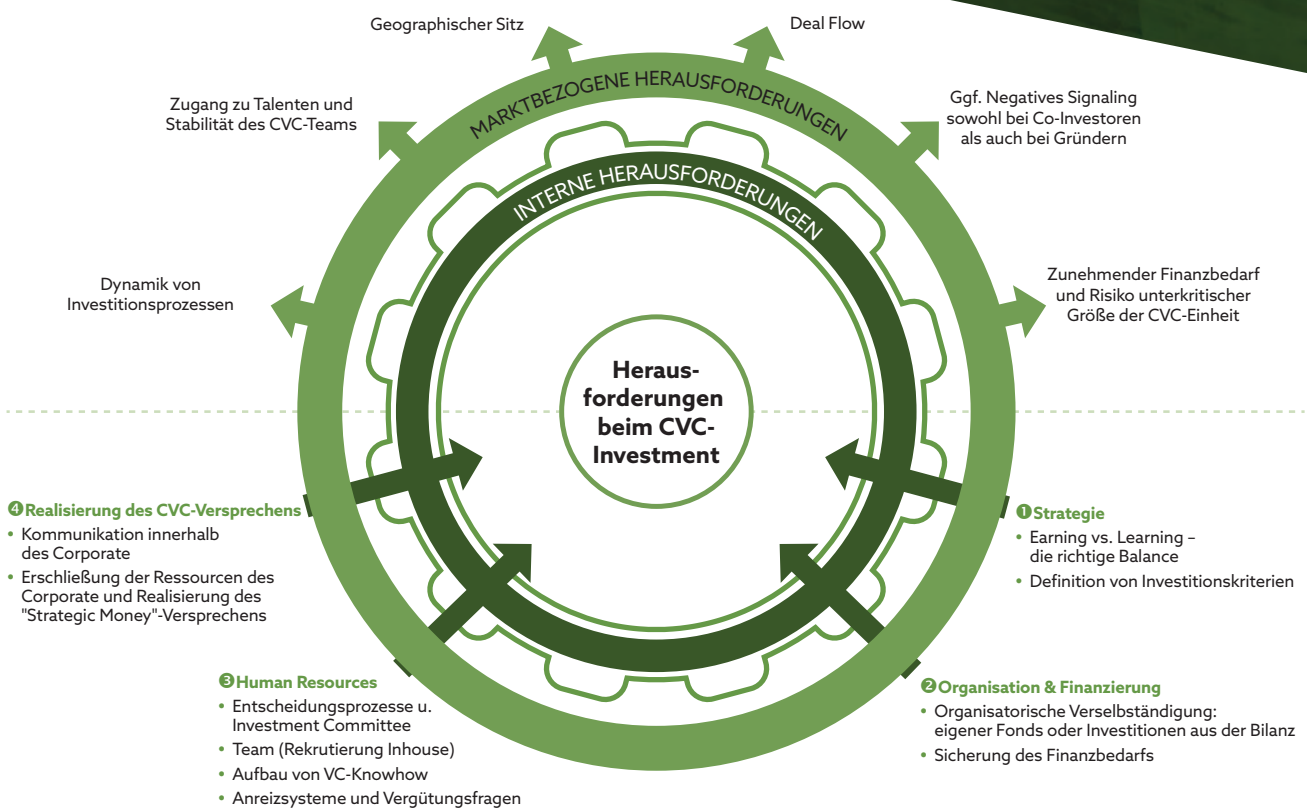 Geographischer Sitz
Deal Flow
Zugang zu Talenten und
Stabilität des CVC-Teams
Ggf. Negatives Signaling
sowohl bei Co-Investoren
als auch bei Gründern
MARKTBEZOGENE HERAUSFORDERUNGEN
INTERNE HERAUSFORDERUNGEN
Dynamik von
Investitionsprozessen
Zunehmender Finanzbedarf
und Risiko unterkritischer
Größe der CVC-Einheit
Heraus-
forderungen
beim CVC-
Investment
❹Realisierung des CVC-Versprechens
• Kommunikation innerhalb
des Corporate
• Erschließung der Ressourcen des
Corporate und Realisierung des
"Strategic Money"-Versprechens
❶Strategie
• Earning vs. Learning –
die richtige Balance
• Definition von Investitionskriterien
❸Human Resources
• Entscheidungsprozesse u.
Investment Committee
• Team (Rekrutierung Inhouse)
• Aufbau von VC-Knowhow
• Anreizsysteme und Vergütungsfragen
❷Organisation & Finanzierung
• Organisatorische Verselbständigung:
eigener Fonds oder Investitionen aus der Bilanz
• Sicherung des Finanzbedarfs